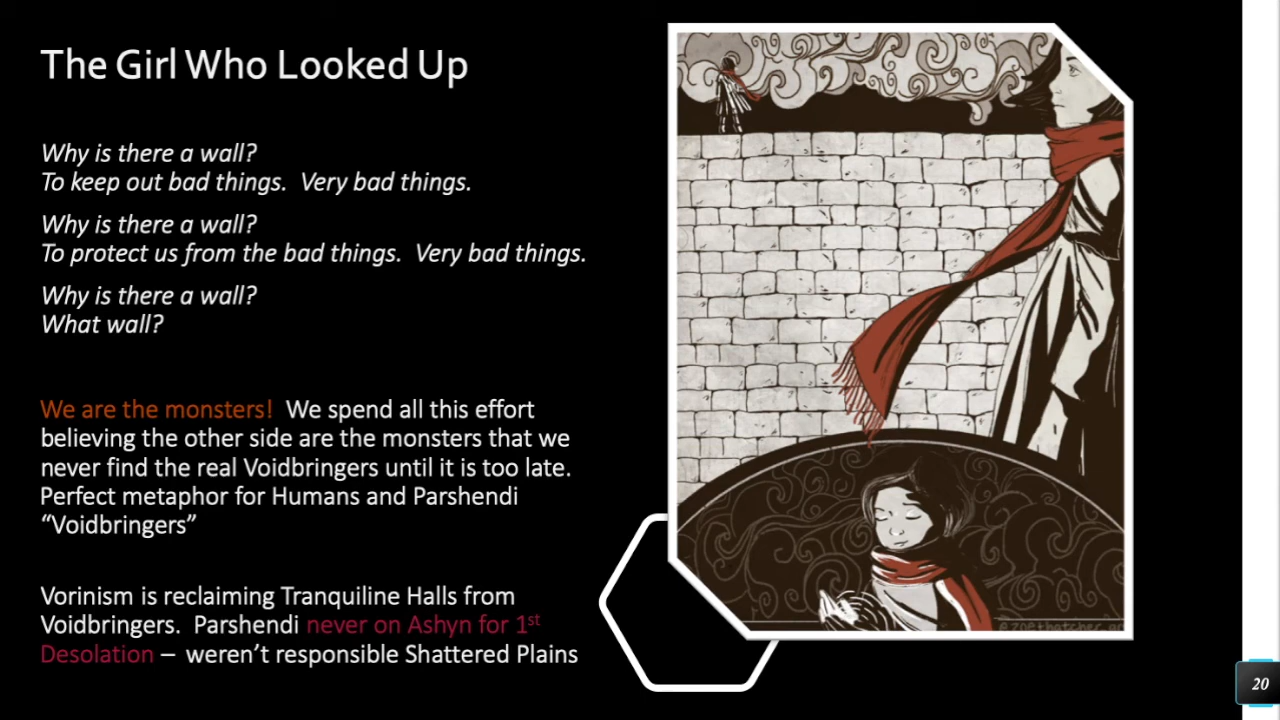 The Girl Who Looked Up
Why is there a wall?
To keep out bad things. Very bad things.
Why is there a wall?
To protect us from the bad things. Very bad things.
Why is there a wall?
What wall?
We are the monsters! We spend all this effort
believing the other side are the monsters that we
never find the real Voidbringers until it is too late.
Perfect metaphor for Humans and Parshendi
“Voidbringers”
Vorinism is reclaiming Tranquiline Halls from
Voidbringers. Parshendi never on Ashyn for 1st
Desolation – weren’t responsible Shattered Plains
20